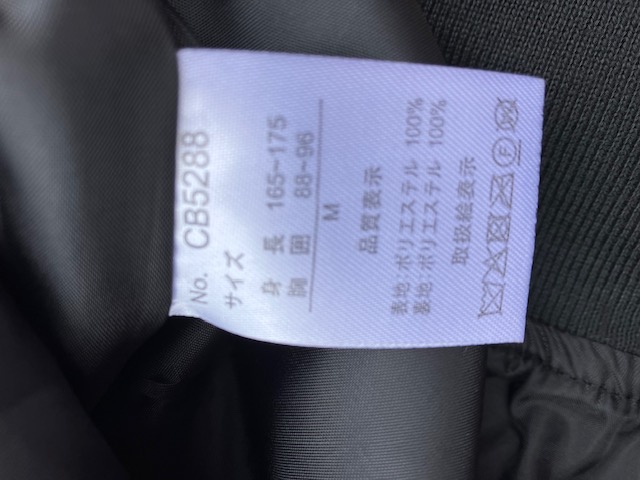 No. CB5288
サイズ
身長 165~175
胸囲 88~96
M
品質表示
表地:ポリエステル 100%
裏地:ポリエステル 100%
取扱絵表示